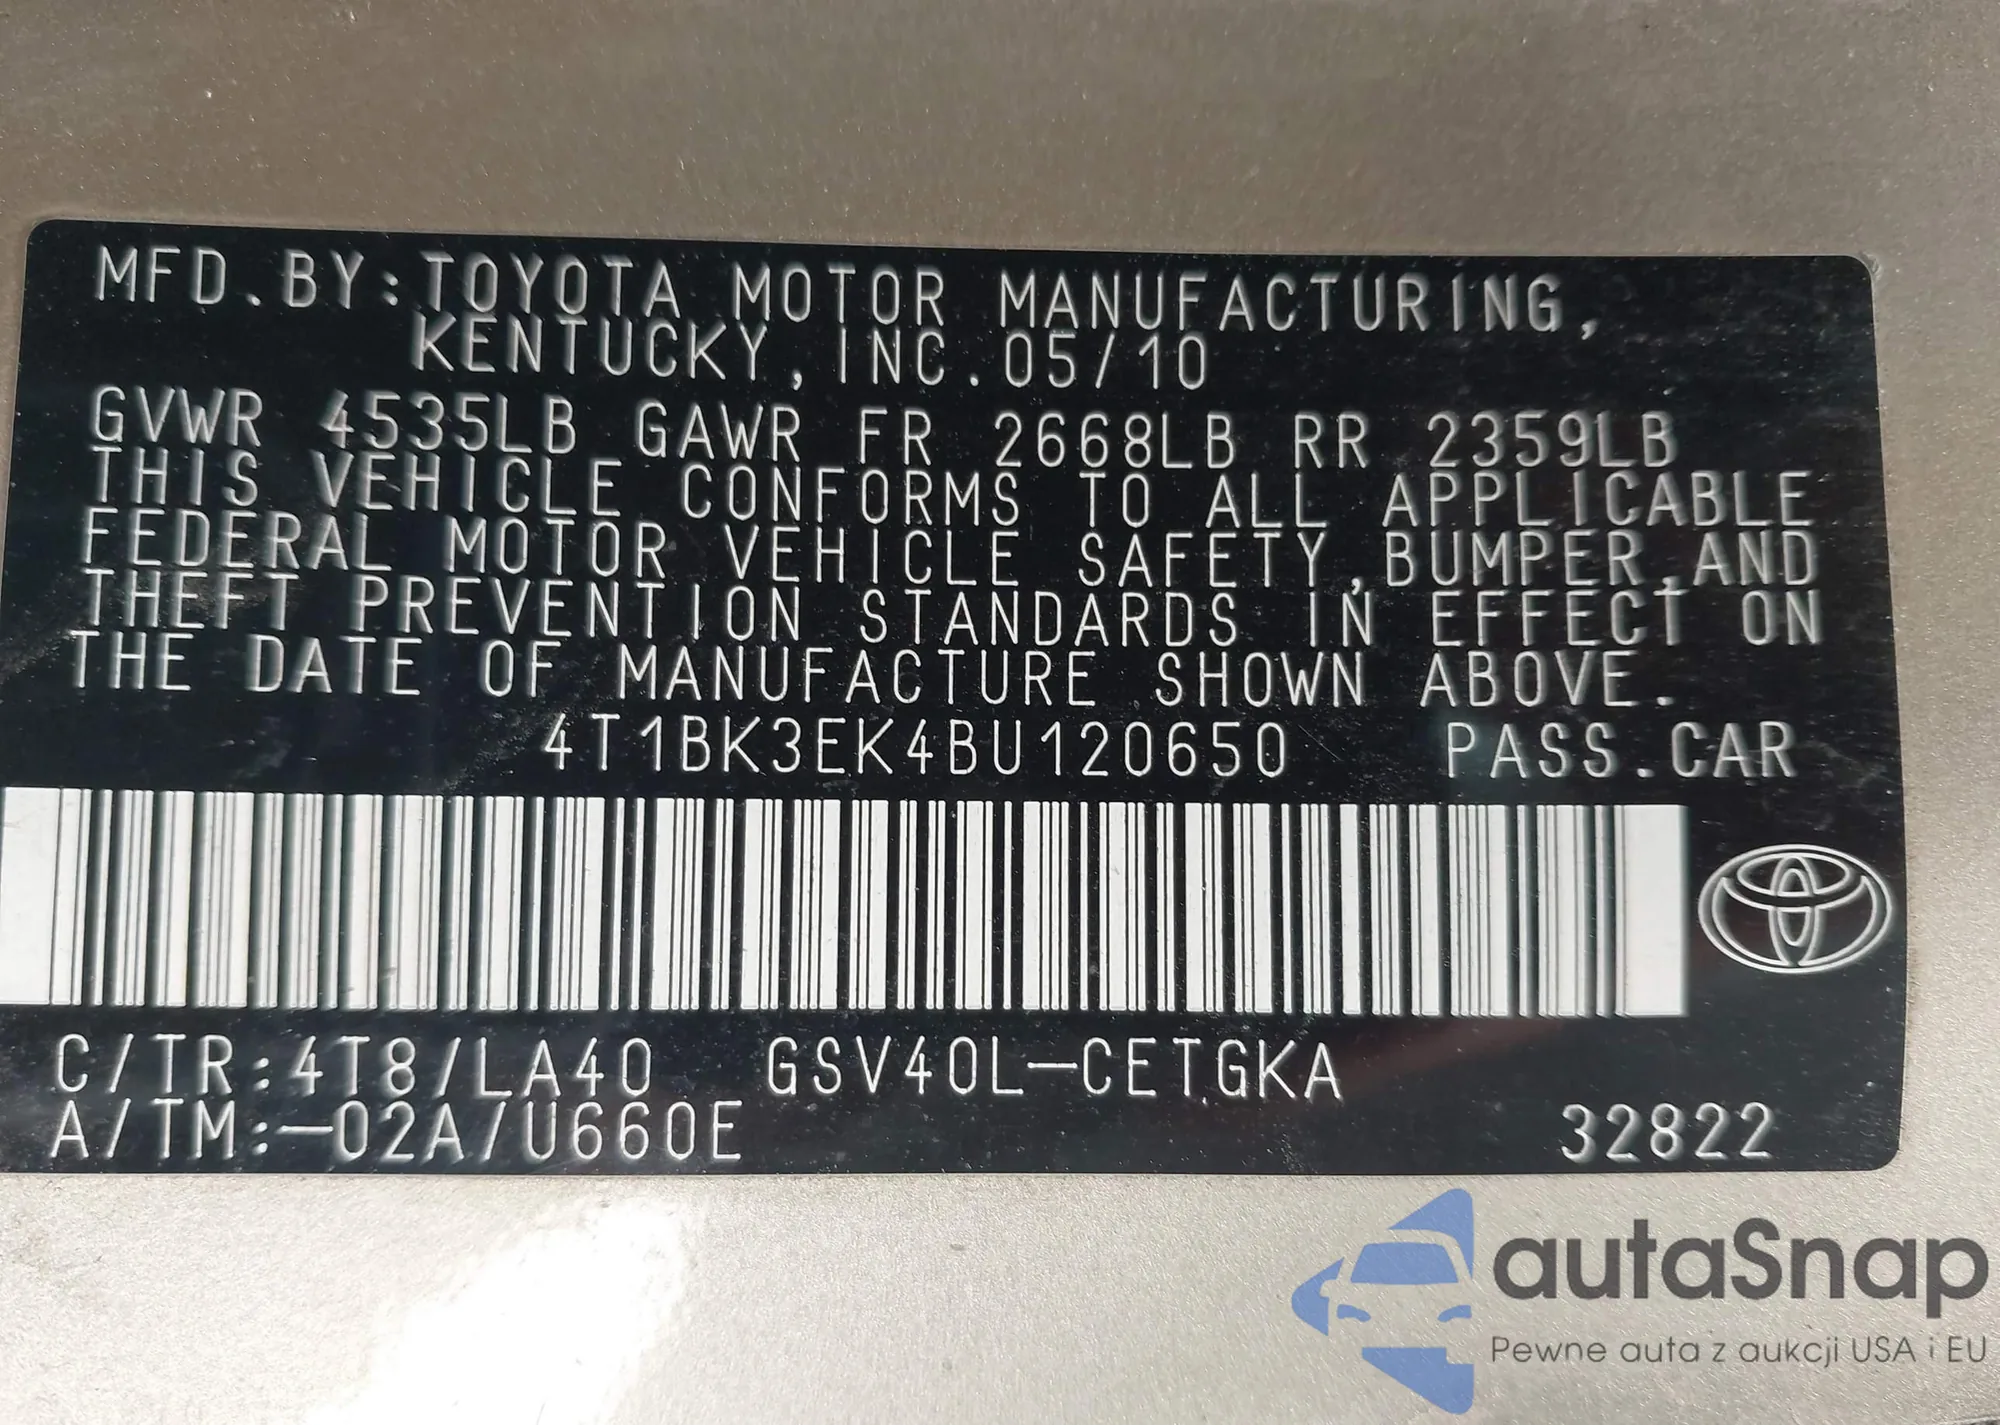 MFD.BY:TOYOTA MOTOR MANUFACTURING,
KENTUCKY, INC.05/10
GVWR 4535LB GAWR FR 2668LB RR 2359LB
THIS VEHICLE CONFORMS TO ALL APPLICABLE
FEDERAL MOTOR VEHICLE SAFETY,BUMPER,AND
THEFT PREVENTION STANDARDS IN EFFECT ON
THE DATE OF MANUFACTURE SHOWN ABOVE.
4T1BK3EK4BU120650 PASS.CAR
C/TR:4T8/LA40 GSV40L-CETGKA
A/TM:-02A/U660E 32822
autaSnap
Pewne auta z aukcji USA i EU